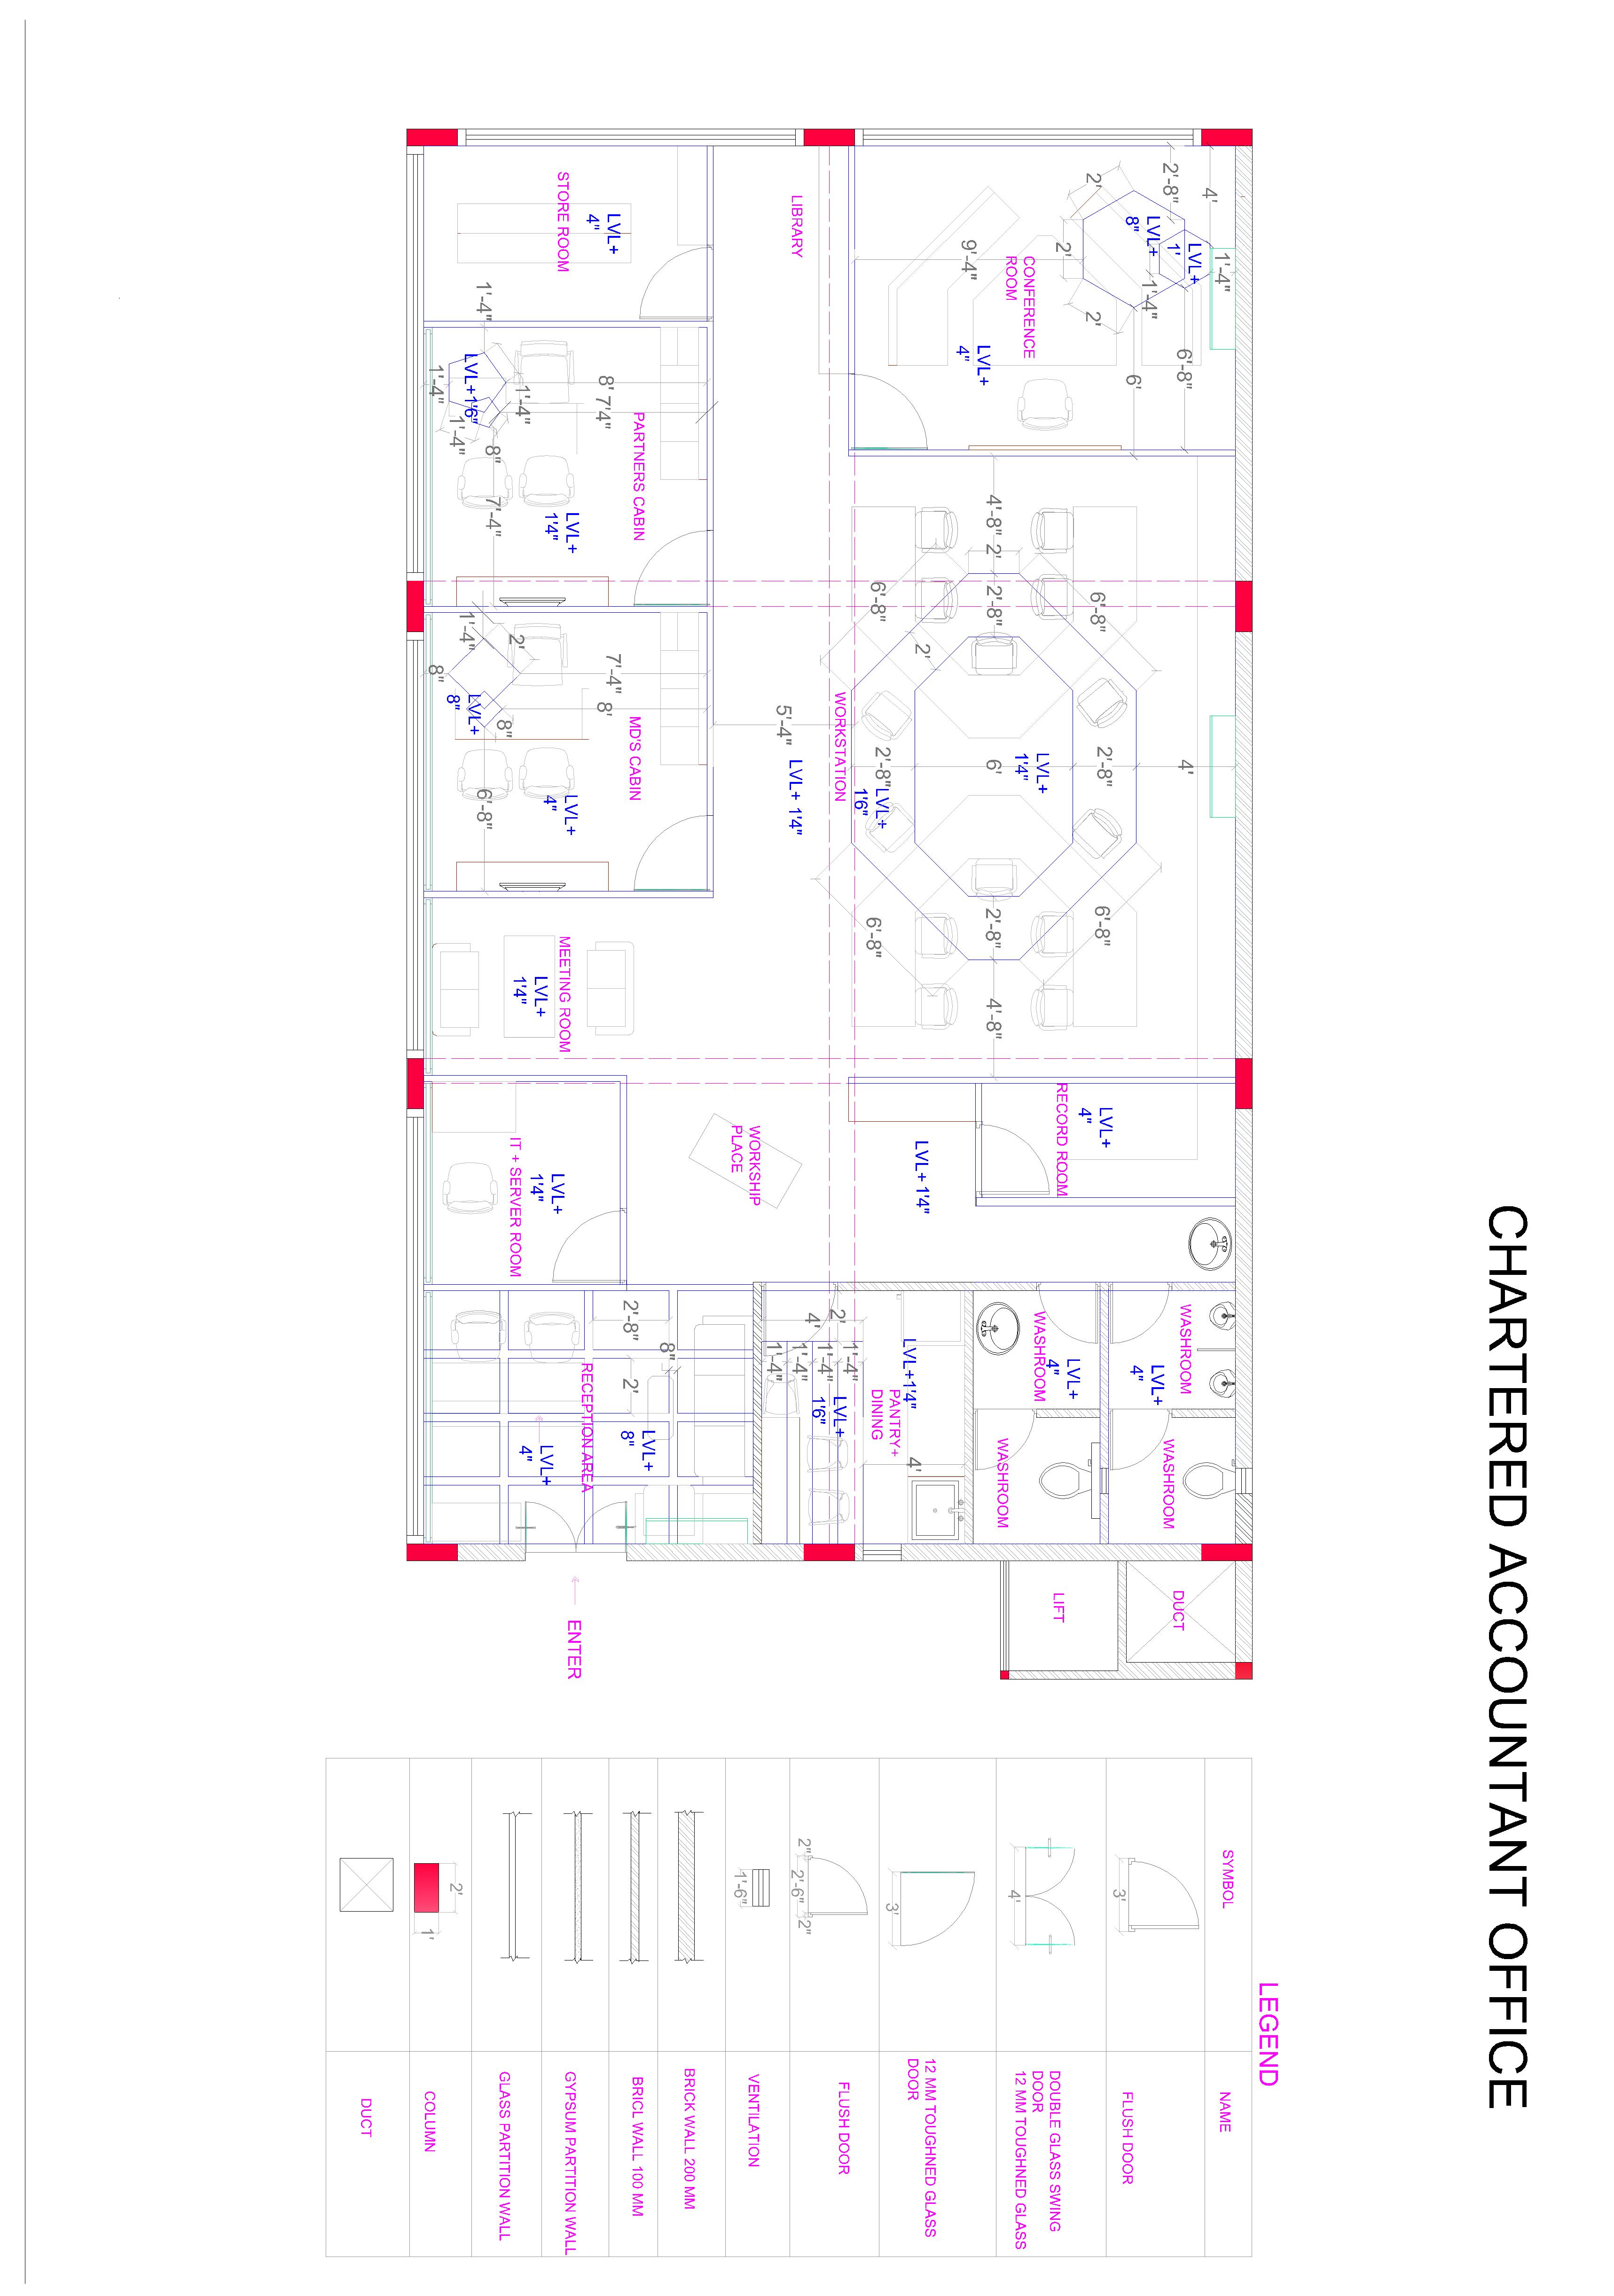 CHARTERED ACCOUNTANT OFFICE
LEGEND
SYMBOL
NAME
3'
FLUSH DOOR
4'
DOUBLE GLASS SWING
DOOR
12 MM TOUGHNED GLASS
3'
12 MM TOUGHNED GLASS
DOOR
2"
2'-6"
2"
FLUSH DOOR
1'-6"
VENTILATION
BRICK WALL 200 MM
BRICL WALL 100 MM
GYPSUM PARTITION WALL
GLASS PARTITION WALL
2'
1'
COLUMN
DUCT
1'-4"
4'
LVL+
1'
6'-8"
2'-8"
LVL+
8"
1'-4"
6'
2'
2'
2'
CONFERENCE
ROOM
LVL+
4"
9'-4"
4'
6'-8"
2'-8"
6'-8"
LVL+
1'4"
4'-8"
2'
2'-8"
6'
2'-8"
4'-8"
2'
6'-8"
2'-8"
LVL+
1'6"
6'-8"
WORKSTATION
LVL+
4"
RECORD ROOM
LVL+ 1'4"
WASHROOM
WASHROOM
LVL+
4"
LVL+
4"
WASHROOM
WASHROOM
DUCT
LIFT
LVL+1'4"
4'
PANTRY+
DINING
1'-4"
2'
LVL+
1'6"
1'-4"
4'
1'-4"
1'-4"
LIBRARY
LVL+ 1'4"
5'-4"
WORKSHIP
PLACE
LVL+
4"
STORE ROOM
PARTNERS CABIN
8'
7'4"
LVL+
1'4"
1'-4"
1'-4"
8"
7'-4"
LVL+1'6"
1'-4"
1'-4"
MD'S CABIN
7'-4"
8'
LVL+
4"
2'
8"
6'-8"
1'-4"
LVL+
8"
8"
MEETING ROOM
LVL+
1'4"
LVL+
1'4"
IT + SERVER ROOM
8"
2'-8"
2'
LVL+
8"
RECEPTION AREA
LVL+
4"
ENTER